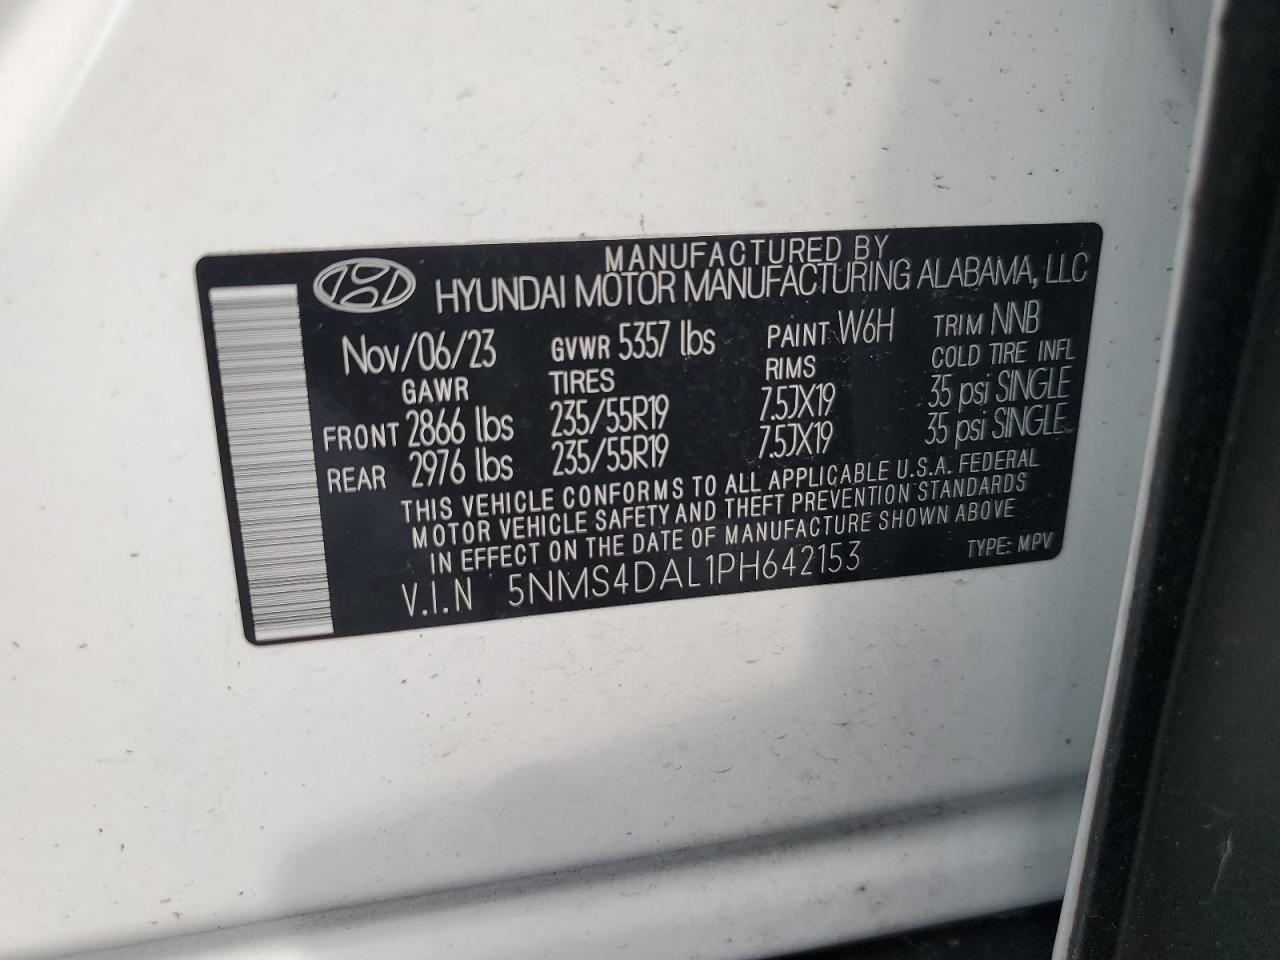 MANUFACTURED BY
HYUNDAI MOTOR MANUFACTURING ALABAMA, LLC
Nov/06/23 GVWR 5357 lbs PAINT W6H TRIM NNB
GAWR TIRES RIMS COLD TIRE INFL
FRONT 2866 lbs 235/55R19 7.5JX19 35 psi SINGLE
REAR 2976 lbs 235/55R19 7.5JX19 35 psi SINGLE
THIS VEHICLE CONFORMS TO ALL APPLICABLE U.S.A. FEDERAL
MOTOR VEHICLE SAFETY AND THEFT PREVENTION STANDARDS
IN EFFECT ON THE DATE OF MANUFACTURE SHOWN ABOVE
V.I.N 5NMS4DAL1PH642153 TYPE: MPV